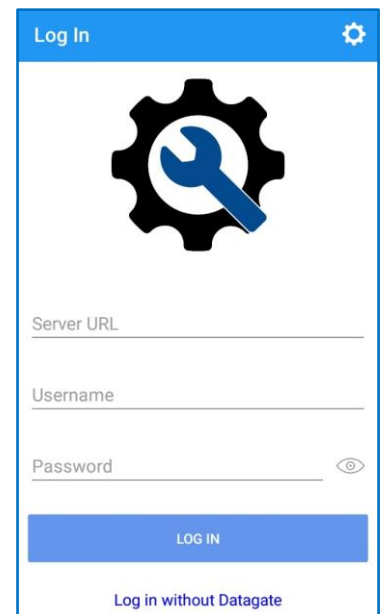 Log In
Server URL
Username
Password
LOG IN
Log in without Datagate